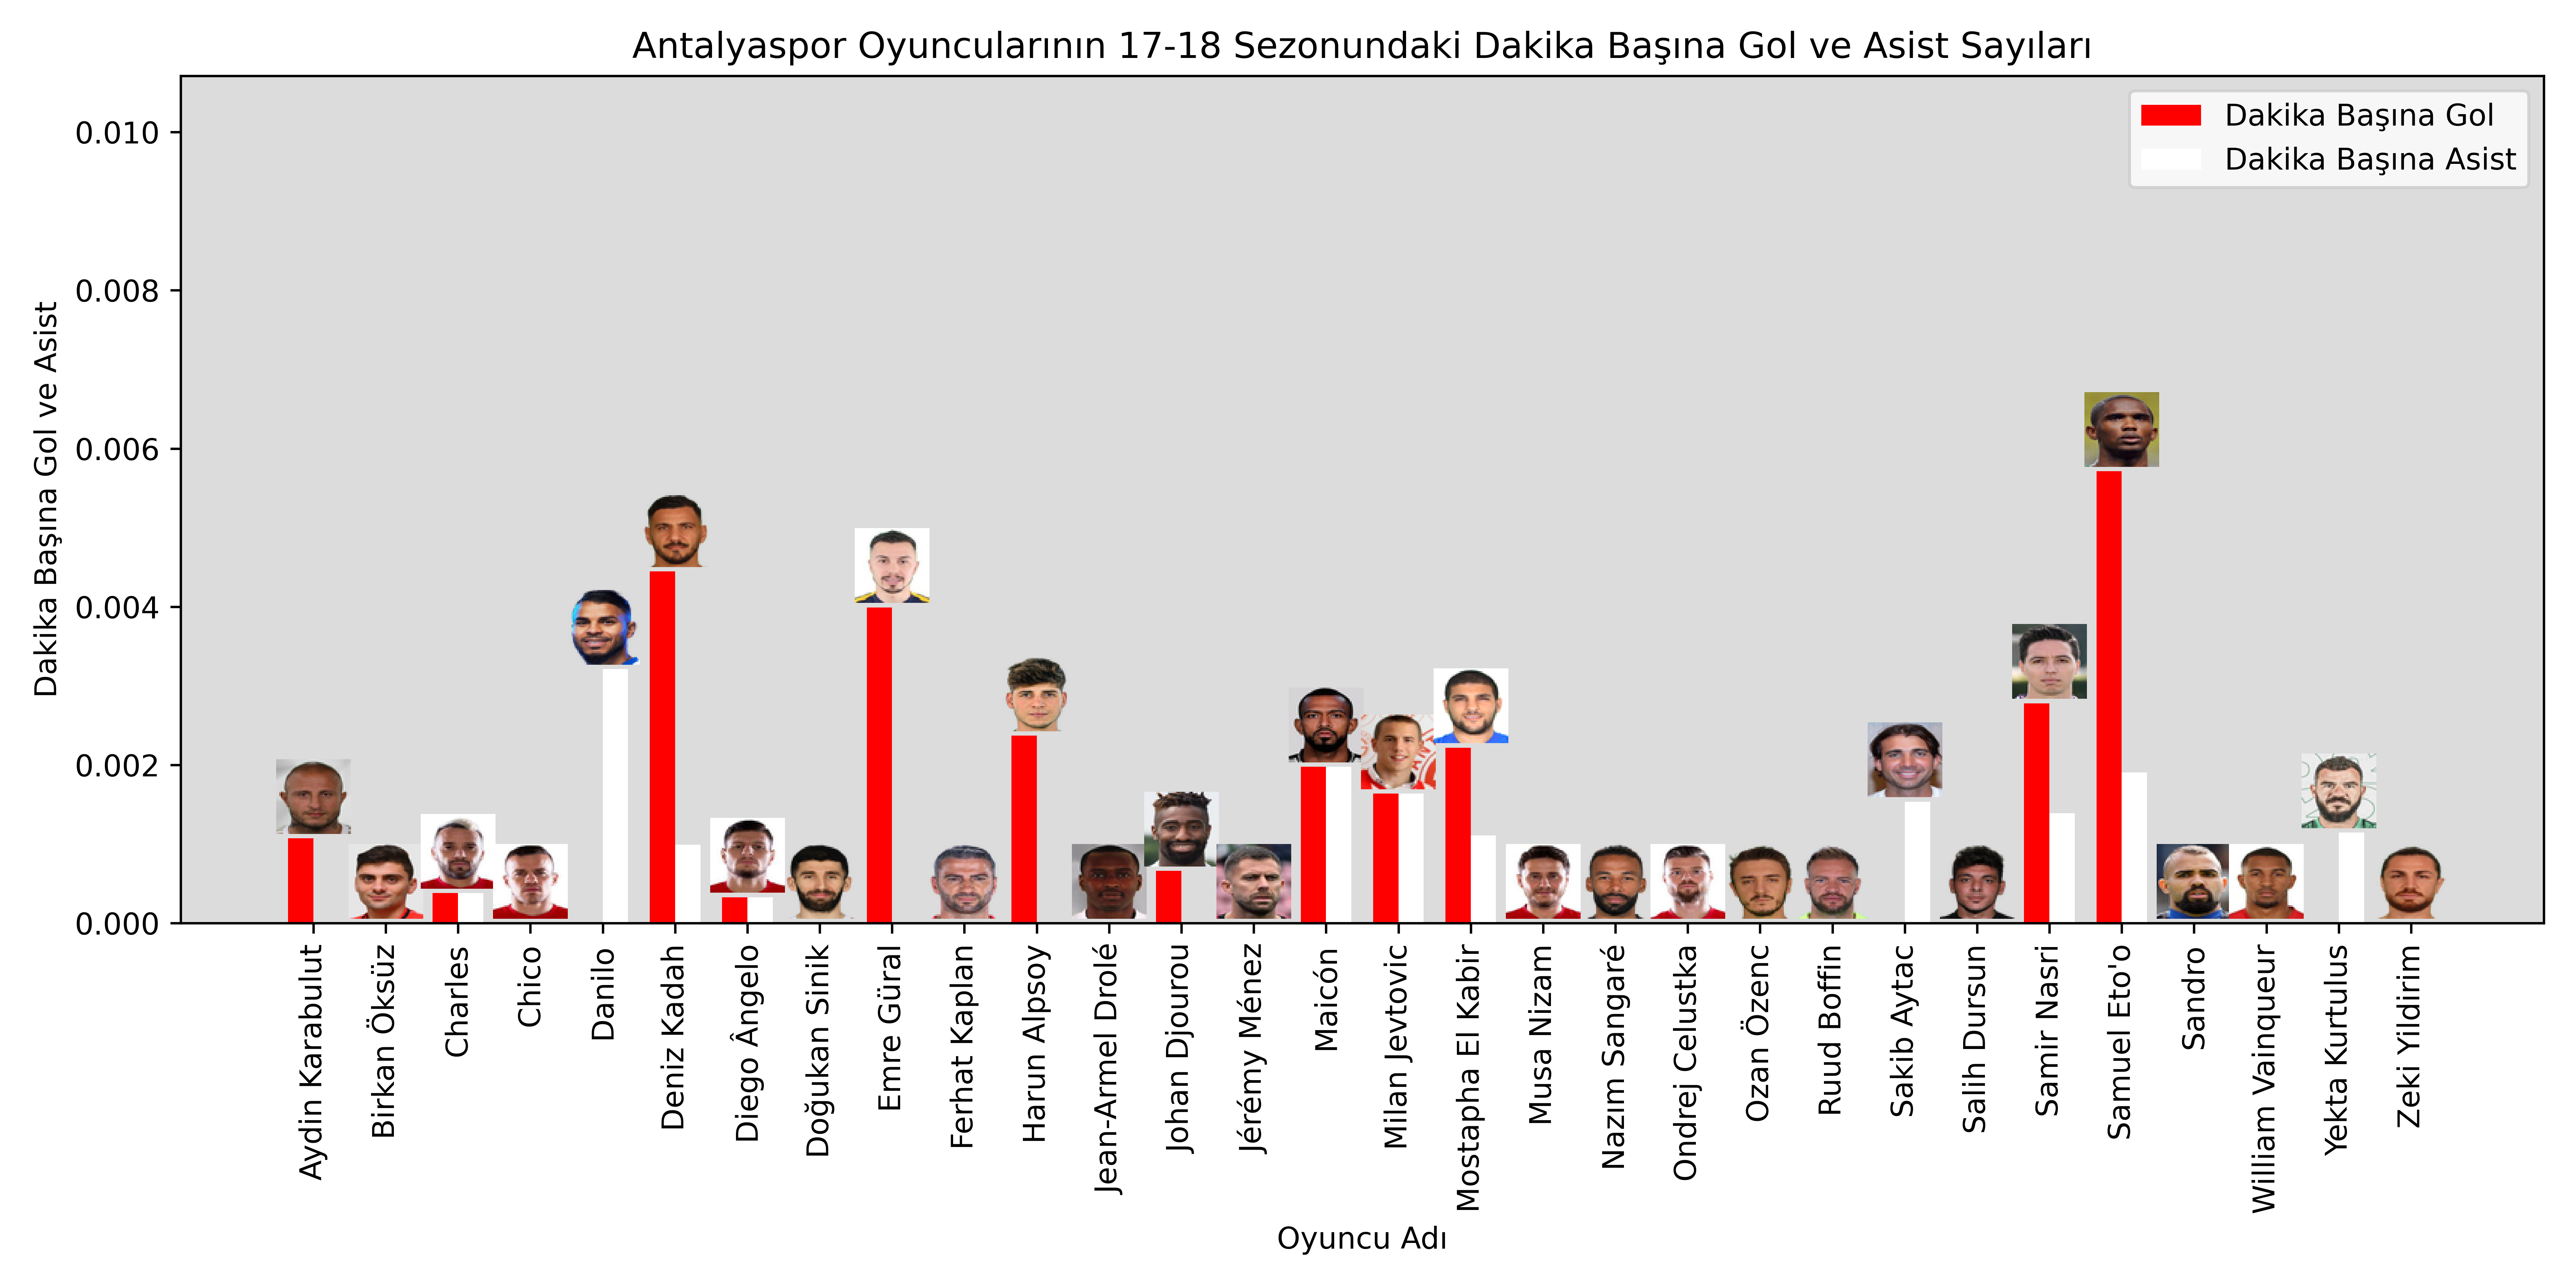 Antalyaspor Oyuncularının 17-18 Sezonundaki Dakika Başına Gol ve Asist Sayıları
Dakika Başına Gol
Dakika Başına Asist
Dakika Başına Gol ve Asist
0.010
0.008
0.006
0.004
0.002
0.000
Aydin Karabulut
Birkan Öksüz
Charles
Chico
Danilo
Deniz Kadah
Diego Ângelo
Doğukan Sinik
Emre Güral
Ferhat Kaplan
Harun Alpsoy
Jean-Armel Drolé
Johan Djourou
Jérémy Ménez
Maicón
Milan Jevtovic
Mostapha El Kabir
Musa Nizam
Nazım Sangaré
Ondrej Celustka
Ozan Özenc
Ruud Boffin
Sakib Aytac
Salih Dursun
Samir Nasri
Samuel Eto'o
Sandro
William Vainqueur
Yekta Kurtulus
Zeki Yildirim
Oyuncu Adı